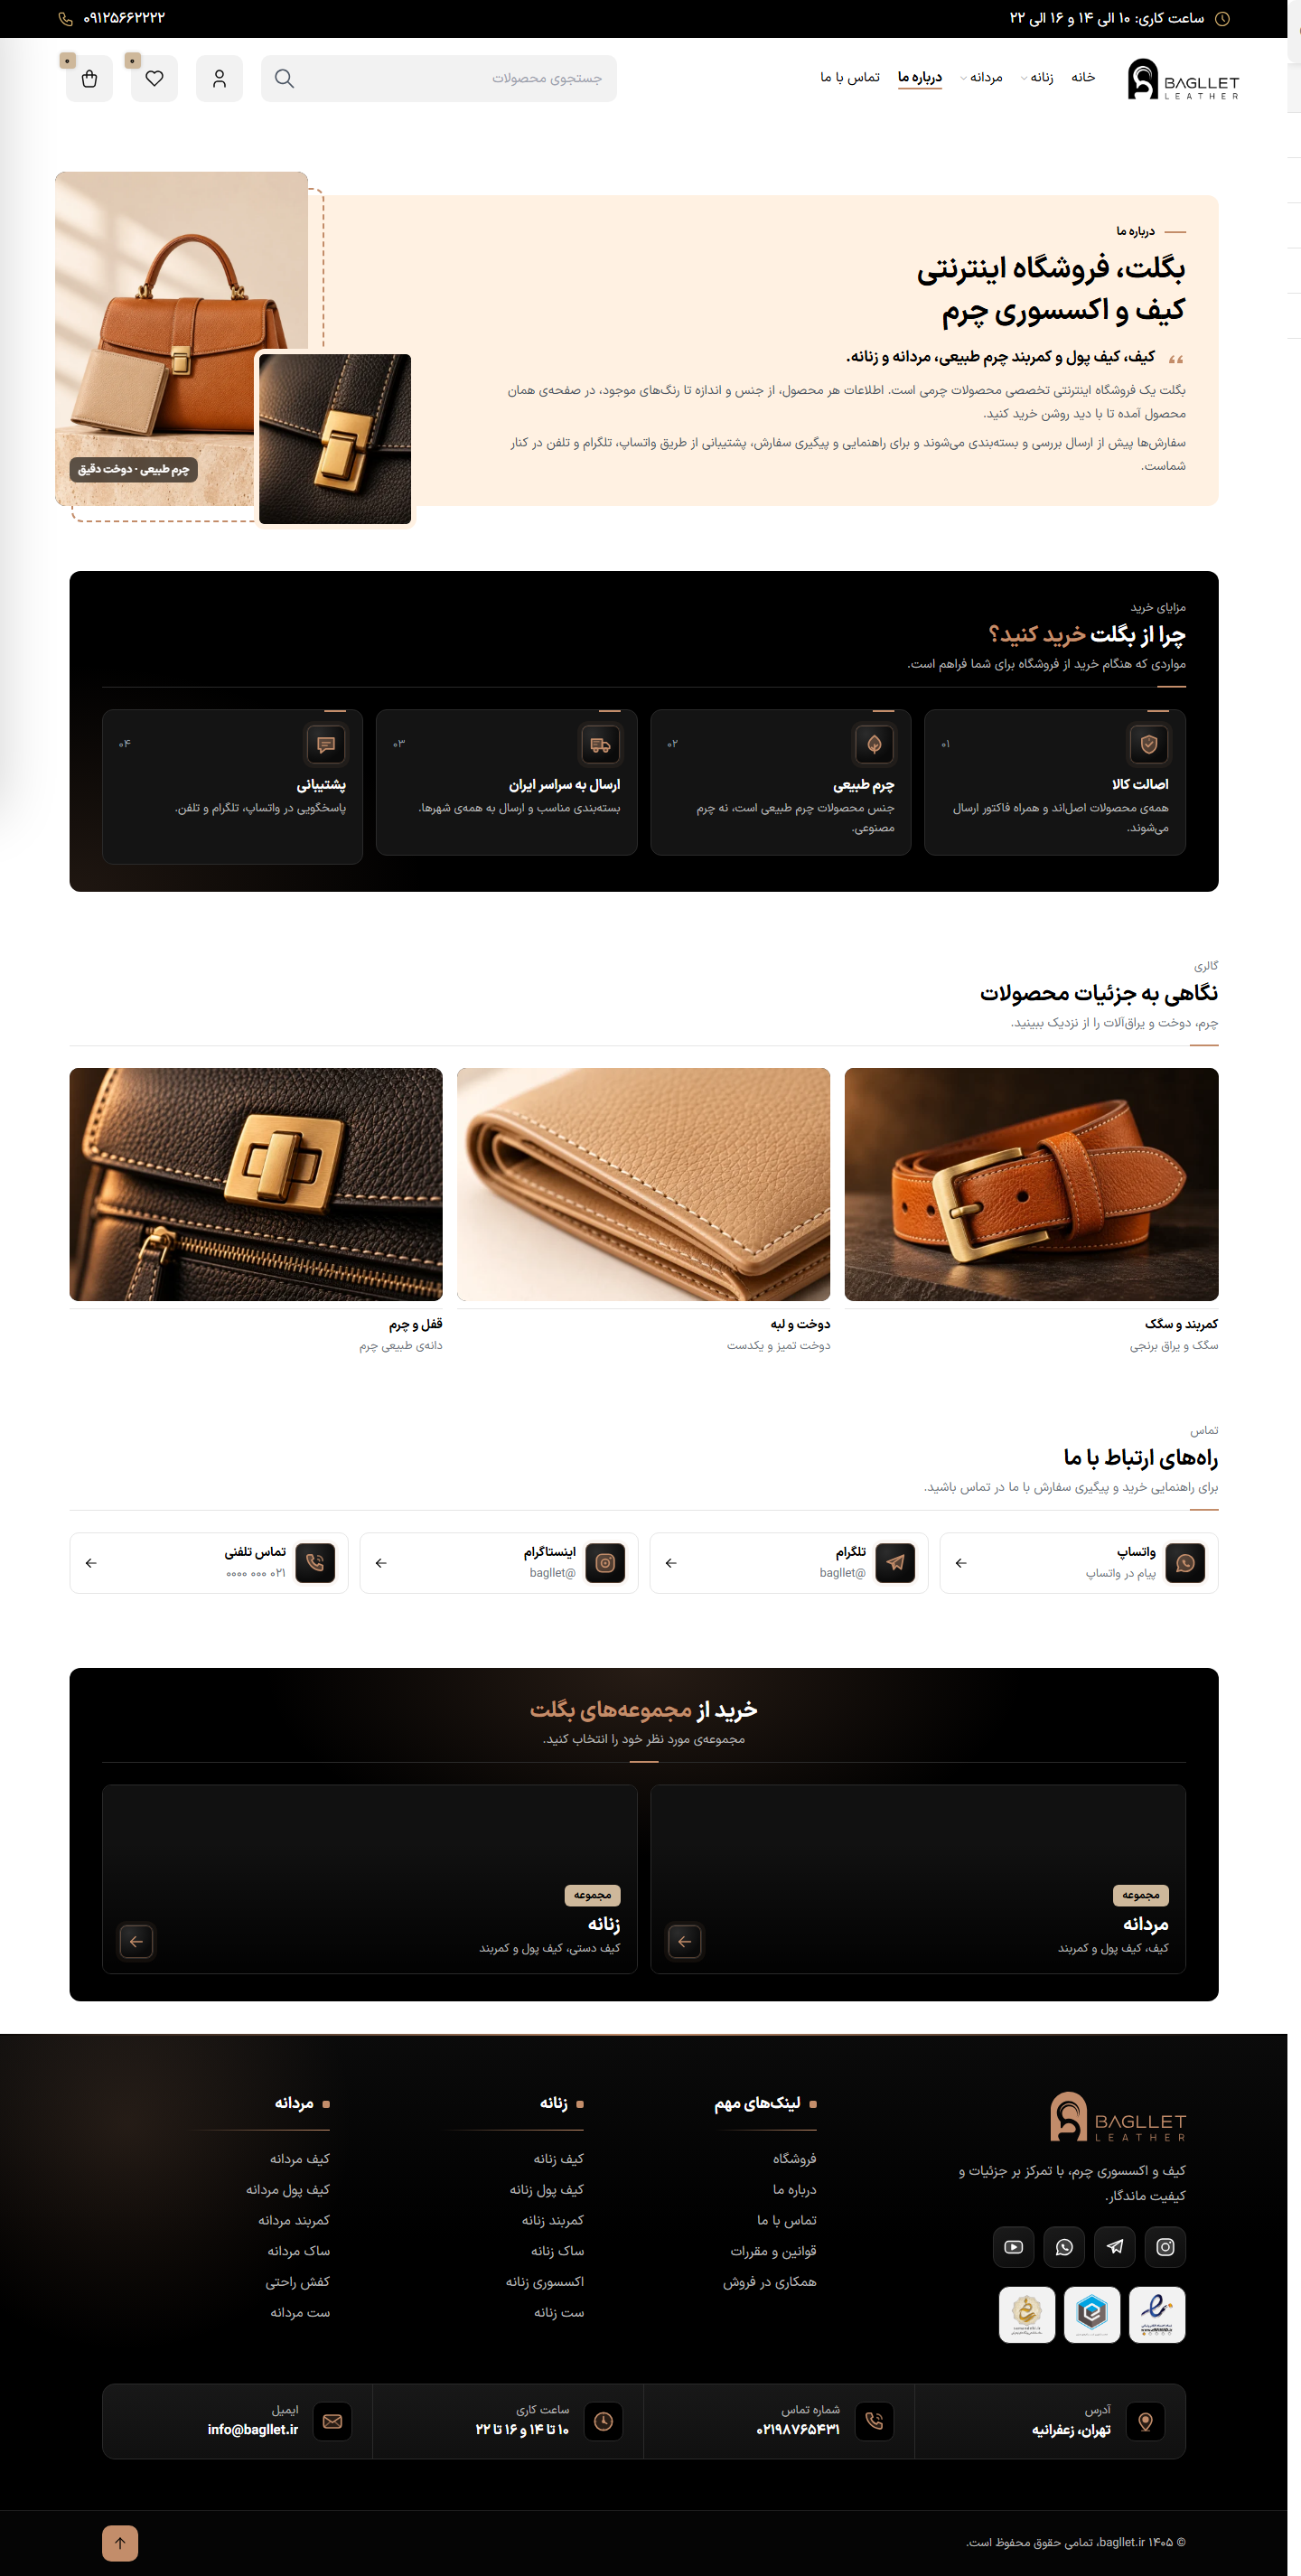 ساعت کاری: ۱۰ الی ۱۴ و ۱۶ الی ۲۲
۰۹۱۲۵۶۶۲۲۲۲
BAGLLET
LEATHER
خانه
زنانه
مردانه
درباره ما
تماس با ما
جستجوی محصولات
۰
۰
درباره ما
بگلت، فروشگاه اینترنتی
کیف و اکسسوری چرم
کیف، کیف پول و کمربند چرم طبیعی، مردانه و زنانه.
بگلت یک فروشگاه اینترنتی تخصصی محصولات چرمی است. اطلاعات هر محصول، از جنس و اندازه تا رنگ‌های موجود، در صفحه‌ی همان
محصول آمده تا با دید روشن خرید کنید.
سفارش‌ها پیش از ارسال بررسی و بسته‌بندی می‌شوند و برای راهنمایی و پیگیری سفارش، پشتیبانی از طریق واتساپ، تلگرام و تلفن در کنار
شماست.
چرم طبیعی · دوخت دقیق
مزایای خرید
چرا از بگلت خرید کنید؟
مواردی که هنگام خرید از فروشگاه برای شما فراهم است.
۰۱
اصالت کالا
همه‌ی محصولات اصل‌اند و همراه فاکتور ارسال
می‌شوند.
۰۲
چرم طبیعی
جنس محصولات چرم طبیعی است، نه چرم
مصنوعی.
۰۳
ارسال به سراسر ایران
بسته‌بندی مناسب و ارسال به همه‌ی شهرها.
۰۴
پشتیبانی
پاسخگویی در واتساپ، تلگرام و تلفن.
گالری
نگاهی به جزئیات محصولات
چرم، دوخت و یراق‌آلات را از نزدیک ببینید.
کمربند و سگک
سگک و یراق برنجی
دوخت و لبه
دوخت تمیز و یکدست
قفل و چرم
دانه‌ی طبیعی چرم
تماس
راه‌های ارتباط با ما
برای راهنمایی خرید و پیگیری سفارش با ما در تماس باشید.
واتساپ
پیام در واتساپ
تلگرام
@bagllet
اینستاگرام
@bagllet
تماس تلفنی
۰۲۱ ۰۰۰ ۰۰۰۰
خرید از مجموعه‌های بگلت
مجموعه‌ی مورد نظر خود را انتخاب کنید.
مجموعه
مردانه
کیف، کیف پول و کمربند
مجموعه
زنانه
کیف دستی، کیف پول و کمربند
BAGLLET
LEATHER
کیف و اکسسوری چرم، با تمرکز بر جزئیات و
کیفیت ماندگار.
لینک‌های مهم
فروشگاه
درباره ما
تماس با ما
قوانین و مقررات
همکاری در فروش
زنانه
کیف زنانه
کیف پول زنانه
کمربند زنانه
ساک زنانه
اکسسوری زنانه
ست زنانه
مردانه
کیف مردانه
کیف پول مردانه
کمربند مردانه
ساک مردانه
کفش راحتی
ست مردانه
آدرس
تهران، زعفرانیه
شماره تماس
۰۲۱۹۸۷۶۵۴۳۱
ساعت کاری
۱۰ تا ۱۴ و ۱۶ تا ۲۲
ایمیل
info@bagllet.ir
© ۱۴۰۵ bagllet.ir، تمامی حقوق محفوظ است.